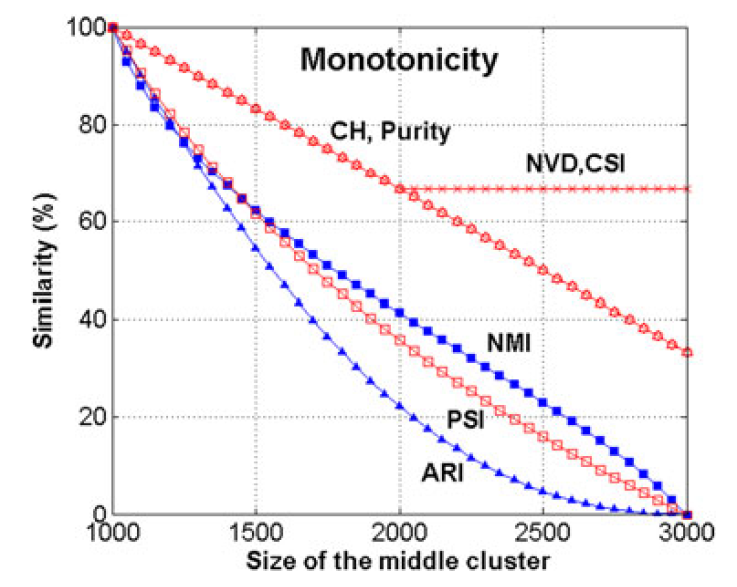 Monotonicity
100
80
60
40
20
0
CH, Purity
NVD,CSI
NMI
PSI
ARI
1000 1500 2000 2500 3000
Size of the middle cluster
Similarity (%)